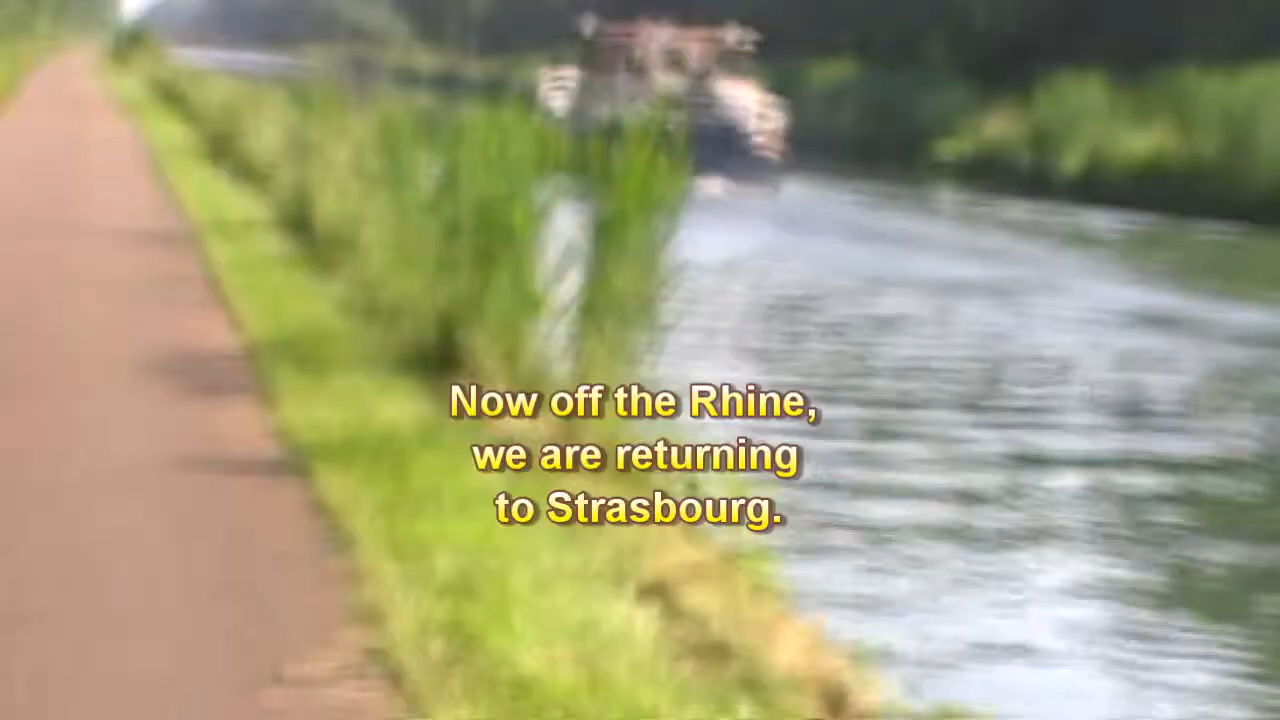 Now off the Rhine,
we are returning
to Strasbourg.